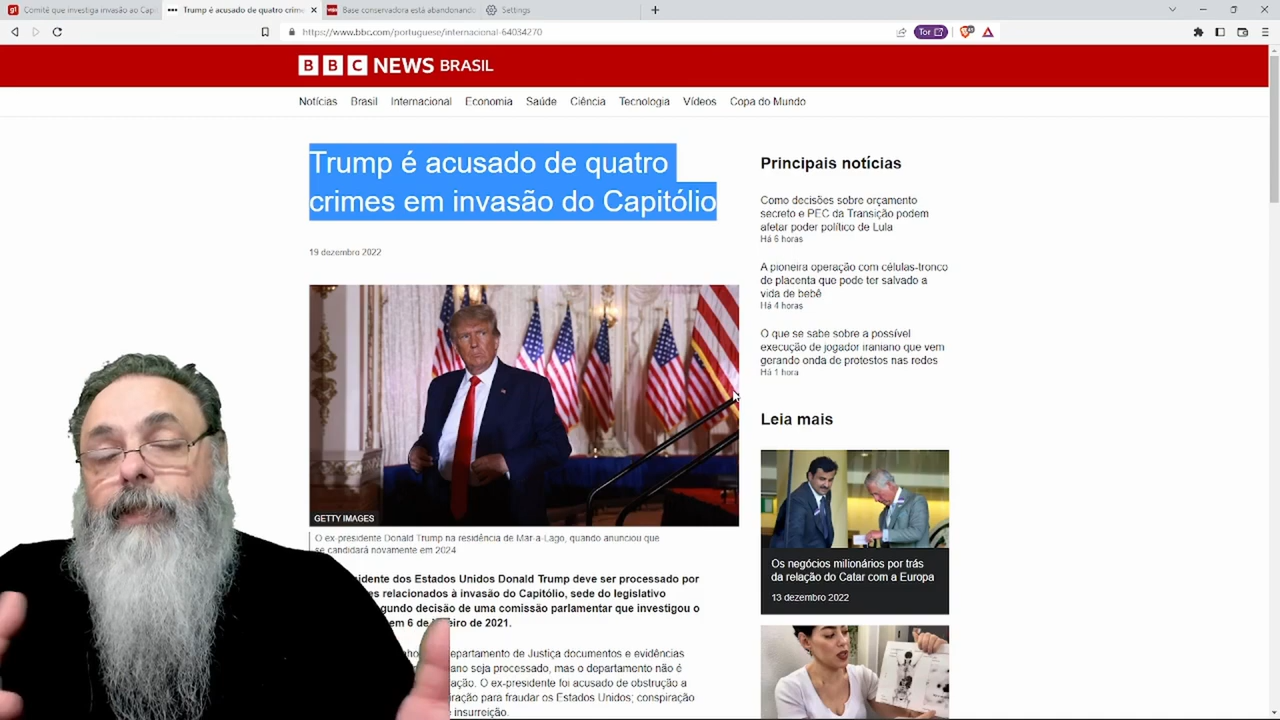 Comitê que investiga invasão ao Capi
Trump é acusado de quatro crime
Base conservadora está abandonando
Settings
https://www.bbc.com/portuguese/internacional-64034270
Tor
BBC NEWS BRASIL
Notícias Brasil Internacional Economia Saúde Ciência Tecnologia Vídeos Copa do Mundo
Trump é acusado de quatro
crimes em invasão do Capitólio
19 dezembro 2022
GETTY IMAGES
O ex-presidente Donald Trump na residência de Mar-a-Lago, quando anunciou que
se candidará novamente em 2024
idente dos Estados Unidos Donald Trump deve ser processado por
es relacionados à invasão do Capitólio, sede do legislativo
gundo decisão de uma comissão parlamentar que investigou o
em 6 de janeiro de 2021.
epartamento de Justiça documentos e evidências
ano seja processado, mas o departamento não é
ação. O ex-presidente foi acusado de obstrução a
iração para fraudar os Estados Unidos; conspiração
e insurreição.
Principais notícias
Como decisões sobre orçamento
secreto e PEC da Transição podem
afetar poder político de Lula
Há 6 horas
A pioneira operação com células-tronco
de placenta que pode ter salvado a
vida de bebê
Há 4 horas
O que se sabe sobre a possível
execução de jogador iraniano que vem
gerando onda de protestos nas redes
Há 1 hora
Leia mais
Os negócios milionários por trás
da relação do Catar com a Europa
13 dezembro 2022